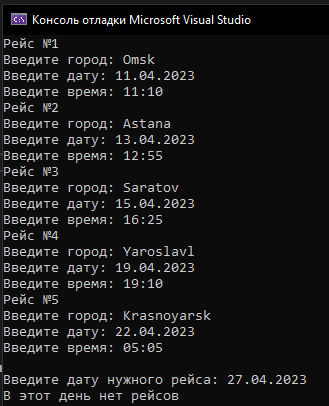 Консоль отладки Microsoft Visual Studio
Рейс №1
Введите город: Omsk
Введите дату: 11.04.2023
Введите время: 11:10
Рейс №2
Введите город: Astana
Введите дату: 13.04.2023
Введите время: 12:55
Рейс №3
Введите город: Saratov
Введите дату: 15.04.2023
Введите время: 16:25
Рейс №4
Введите город: Yaroslavl
Введите дату: 19.04.2023
Введите время: 19:10
Рейс №5
Введите город: Krasnoyarsk
Введите дату: 22.04.2023
Введите время: 05:05
Введите дату нужного рейса: 27.04.2023
В этот день нет рейсов